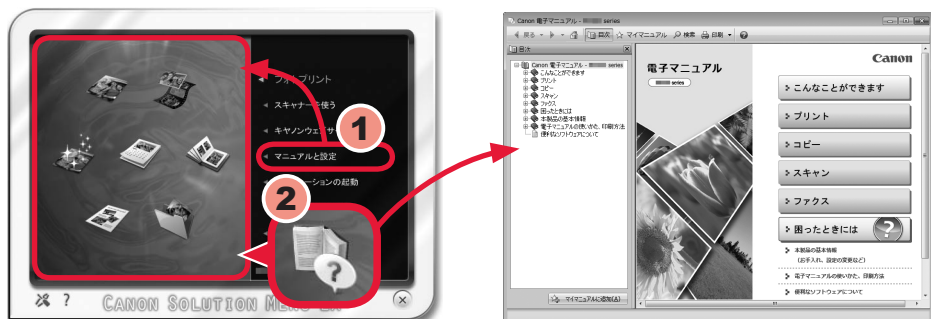 フォトプリント
スキャナーを使う
キヤノンウェブサ
1
マニュアルと設定
ーションの起動
2
?
?
CANON SOLUTION MENU EX
Canon 電子マニュアル - series
戻る
目次
マイマニュアル
検索
印刷
目次
Canon 電子マニュアル - series
こんなことができます
プリント
コピー
スキャン
ファクス
困ったときには
本製品の基本情報
電子マニュアルの使いかた、印刷方法
便利なソフトウェアについて
マイマニュアルに追加(A)
Canon
電子マニュアル
series
こんなことができます
プリント
コピー
スキャン
ファクス
困ったときには
?
本製品の基本情報
(お手入れ、設定の変更など)
電子マニュアルの使いかた、印刷方法
便利なソフトウェアについて